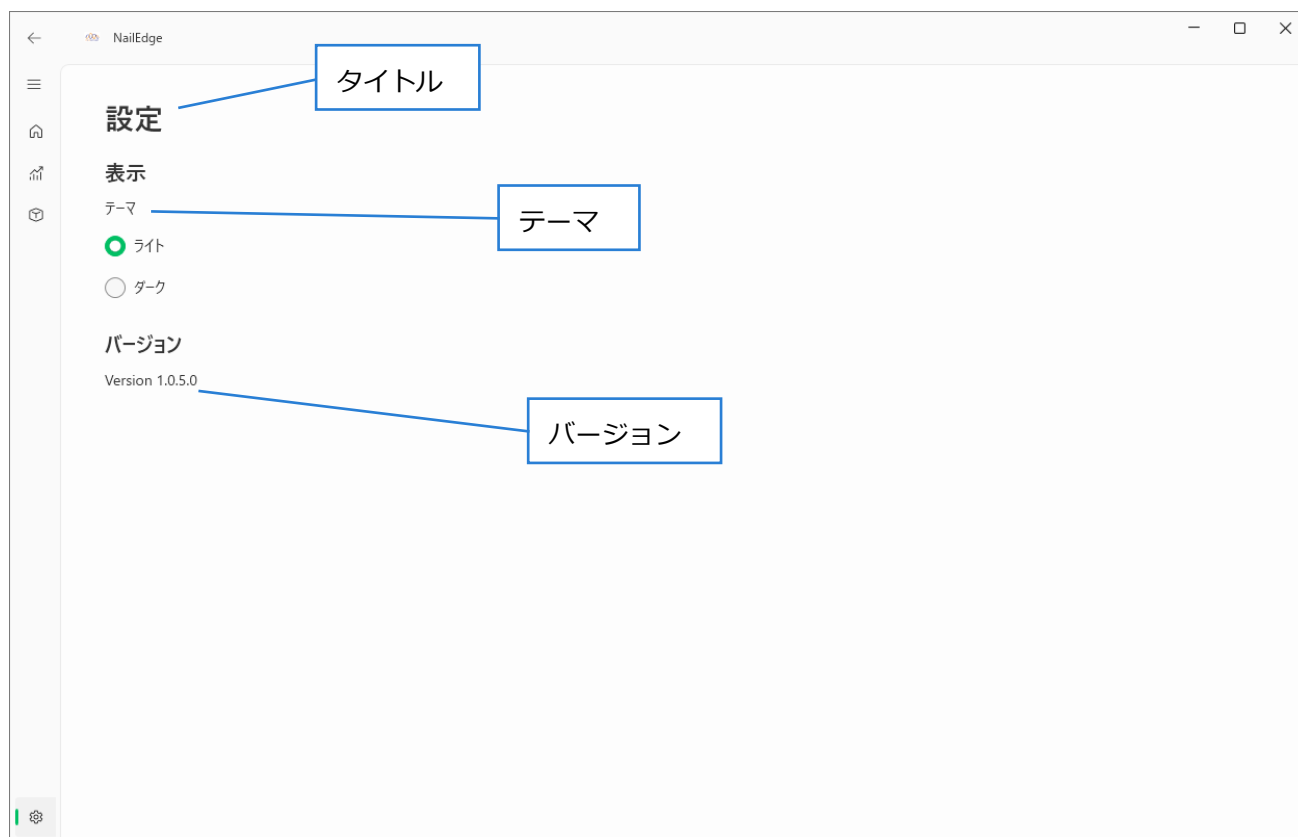 NailEdge
タイトル
設定
表示
テーマ
テーマ
ライト
ダーク
バージョン
Version 1.0.5.0
バージョン